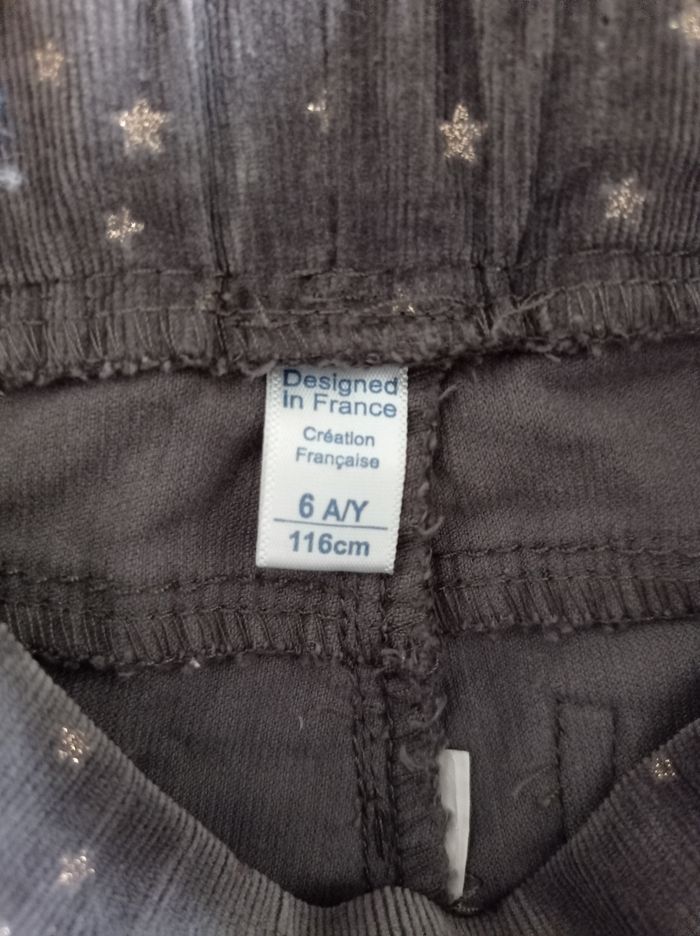 Designed
in France
Création
Française
6 A/Y
116cm